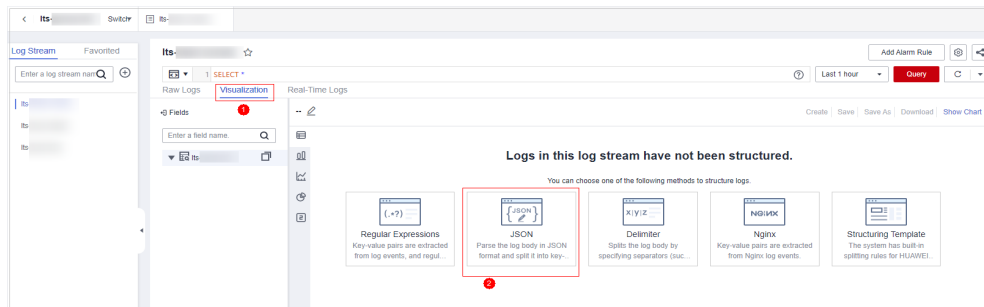 lts-
Switch
lts-
Log Stream
Favorited
Enter a log stream nam
lts
lts
lts
lts-
Add Alarm Rule
1 SELECT *
Last 1 hour
Query
Raw Logs
Visualization
Real-Time Logs
1
Fields
--
Create
Save
Save As
Download
Show Chart
Enter a field name.
lts
Logs in this log stream have not been structured.
You can choose one of the following methods to structure logs.
(.*?)
Regular Expressions
Key-value pairs are extracted
from log events, and regul...
{JSON}
JSON
Parse the log body in JSON
format and split it into key-...
X|Y|Z
Delimiter
Splits the log body by
specifying separators (suc...
NGINX
Nginx
Key-value pairs are extracted
from Nginx log events.
Structuring Template
The system has built-in
splitting rules for HUAWEI...
2